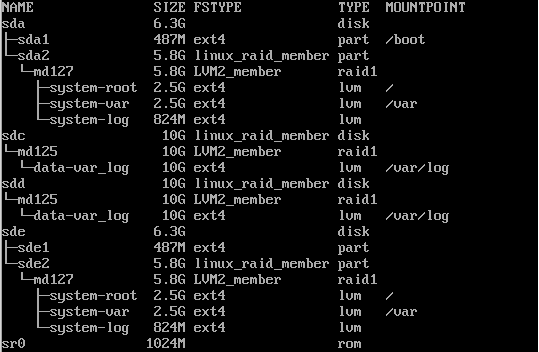 NAME SIZE FSTYPE TYPE MOUNTPOINT
sda 6.3G disk
├─sda1 487M ext4 part /boot
└─sda2 5.8G linux_raid_member part
└─md127 5.8G LVM2_member raid1
├─system-root 2.5G ext4 lvm /
├─system-var 2.5G ext4 lvm /var
└─system-log 824M ext4 lvm
sdc 10G linux_raid_member disk
└─md125 10G LVM2_member raid1
└─data-var_log 10G ext4 lvm /var/log
sdd 10G linux_raid_member disk
└─md125 10G LVM2_member raid1
└─data-var_log 10G ext4 lvm /var/log
sde 6.3G disk
├─sde1 487M ext4 part
└─sde2 5.8G linux_raid_member part
└─md127 5.8G LVM2_member raid1
├─system-root 2.5G ext4 lvm /
├─system-var 2.5G ext4 lvm /var
└─system-log 824M ext4 lvm
sr0 1024M rom